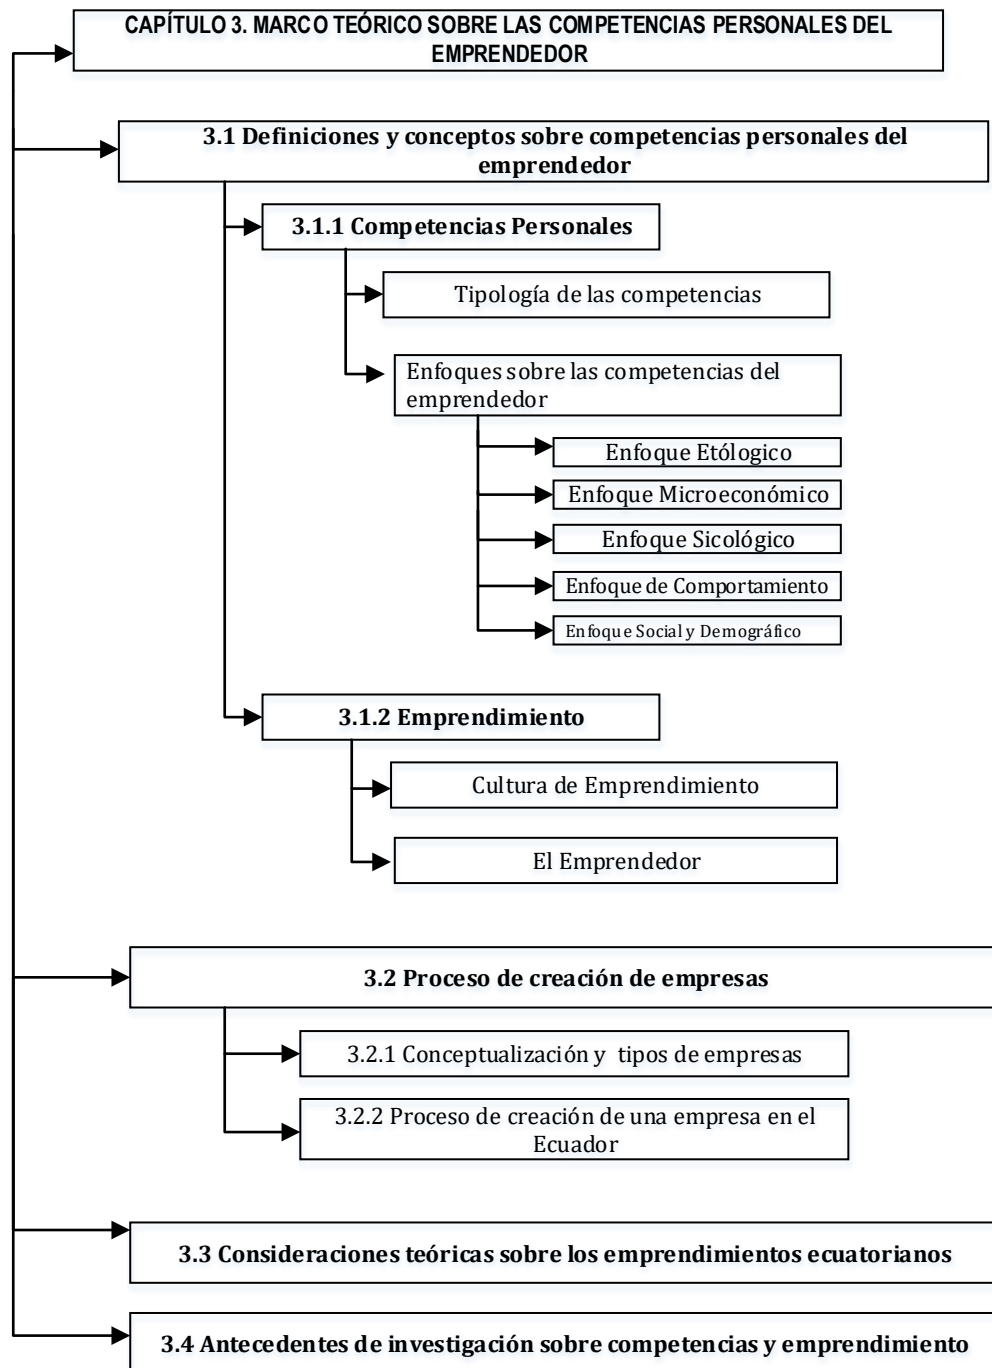 CAPÍTULO 3. MARCO TEÓRICO SOBRE LAS COMPETENCIAS PERSONALES DEL
EMPRENDEDOR
3.1 Definiciones y conceptos sobre competencias personales del
emprendedor
3.1.1 Competencias Personales
Tipología de las competencias
Enfoques sobre las competencias del
emprendedor
Enfoque Etólogico
Enfoque Microeconómico
Enfoque Sicológico
Enfoque de Comportamiento
Enfoque Social y Demográfico
3.1.2 Emprendimiento
Cultura de Emprendimiento
El Emprendedor
3.2 Proceso de creación de empresas
3.2.1 Conceptualización y tipos de empresas
3.2.2 Proceso de creación de una empresa en el
Ecuador
3.3 Consideraciones teóricas sobre los emprendimientos ecuatorianos
3.4 Antecedentes de investigación sobre competencias y emprendimiento